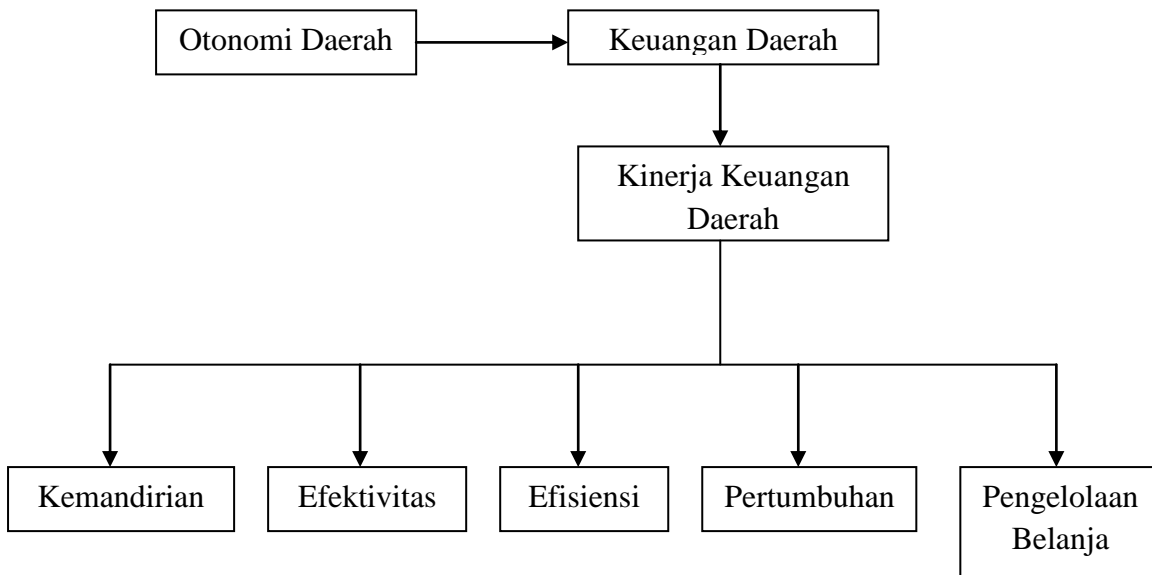 Otonomi Daerah
Keuangan Daerah
Kinerja Keuangan
Daerah
Kemandirian
Efektivitas
Efisiensi
Pertumbuhan
Pengelolaan
Belanja